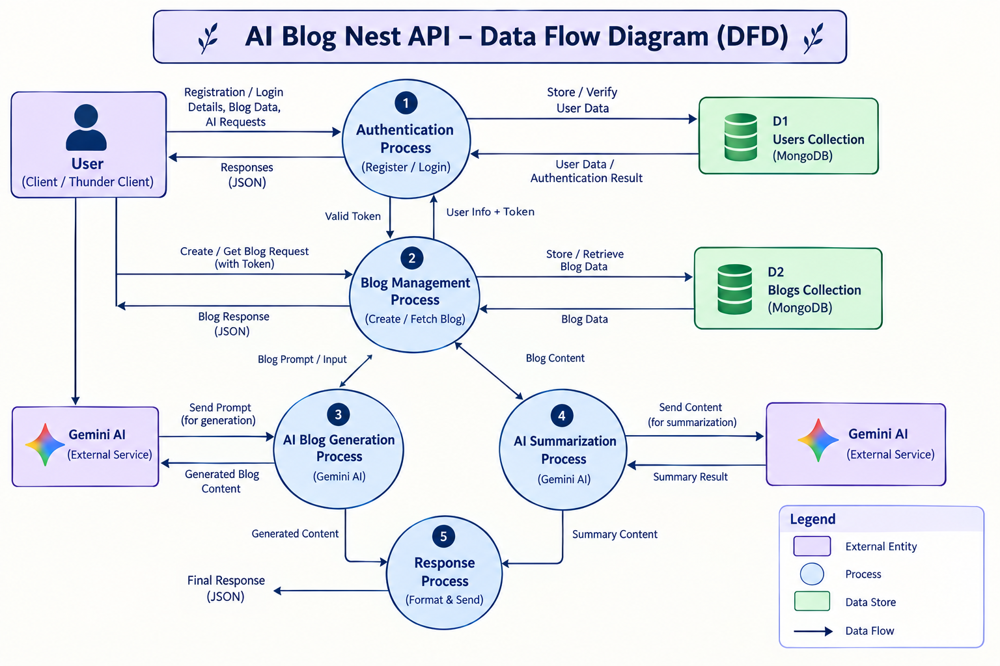 AI Blog Nest API – Data Flow Diagram (DFD)
User
(Client / Thunder Client)
Registration / Login
Details, Blog Data,
AI Requests
Responses
(JSON)
1
Authentication
Process
(Register / Login)
Store / Verify
User Data
User Data /
Authentication Result
D1
Users Collection
(MongoDB)
Valid Token
User Info + Token
Create / Get Blog Request
(with Token)
Blog Response
(JSON)
2
Blog Management
Process
(Create / Fetch Blog)
Store / Retrieve
Blog Data
Blog Data
D2
Blogs Collection
(MongoDB)
Blog Prompt / Input
Blog Content
Gemini AI
(External Service)
Send Prompt
(for generation)
Generated Blog
Content
3
AI Blog Generation
Process
(Gemini AI)
4
AI Summarization
Process
(Gemini AI)
Send Content
(for summarization)
Summary Result
Gemini AI
(External Service)
Generated Content
Summary Content
5
Response
Process
(Format & Send)
Final Response
(JSON)
Legend
External Entity
Process
Data Store
Data Flow